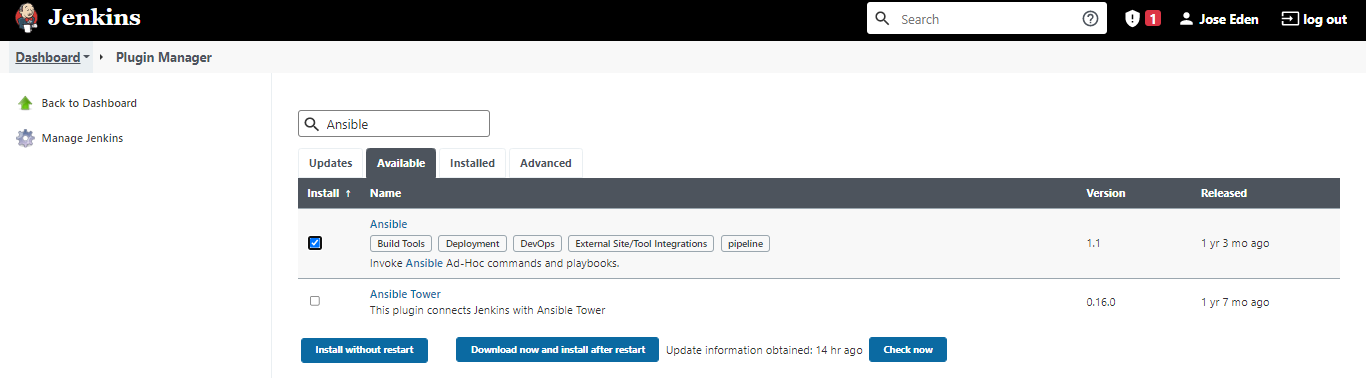 Jenkins
Search
1
Jose Eden
log out
Dashboard
Plugin Manager
Back to Dashboard
Manage Jenkins
Ansible
Updates
Available
Installed
Advanced
Install ↑
Name
Version
Released
Ansible
Build Tools
Deployment
DevOps
External Site/Tool Integrations
pipeline
Invoke Ansible Ad-Hoc commands and playbooks.
1.1
1 yr 3 mo ago
Ansible Tower
This plugin connects Jenkins with Ansible Tower
0.16.0
1 yr 7 mo ago
Install without restart
Download now and install after restart
Update information obtained: 14 hr ago
Check now